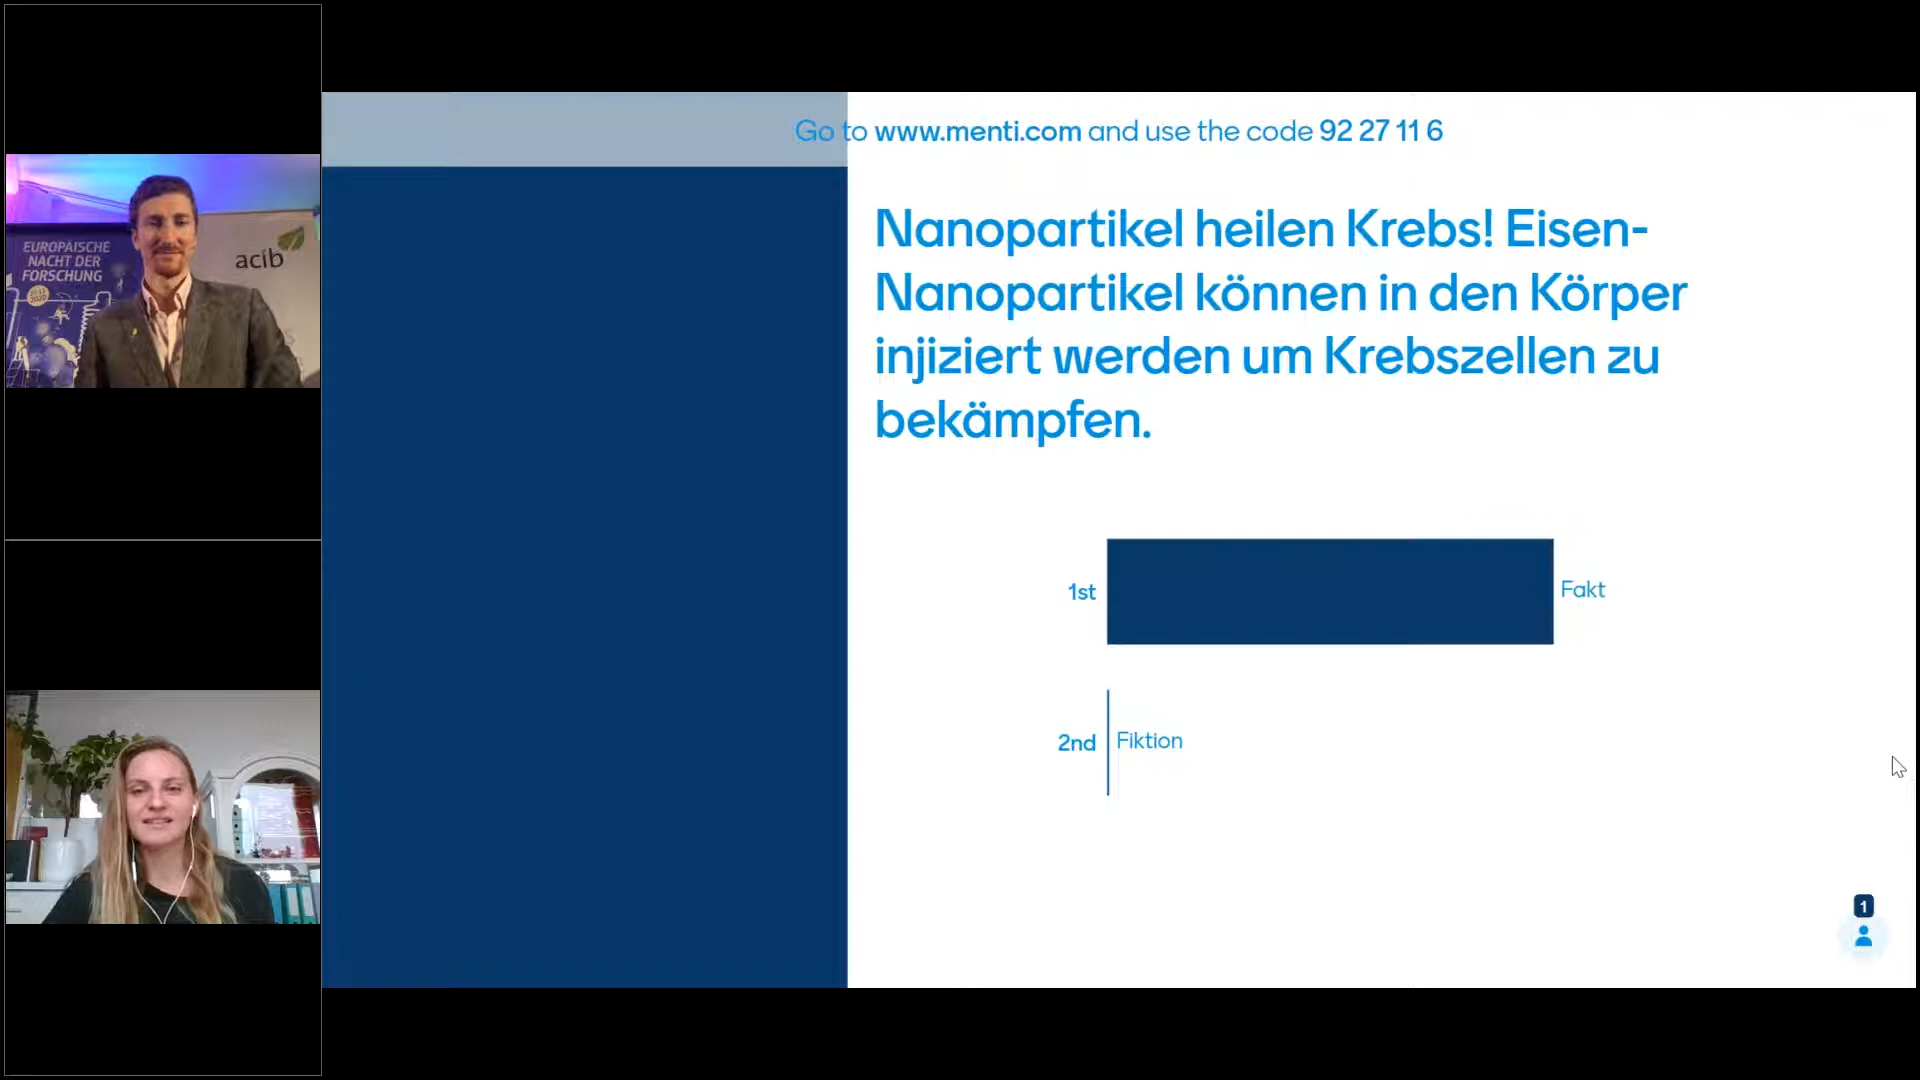 EUROPÄISCHE
NACHT DER
FORSCHUNG
acib
Go to www.menti.com and use the code 92 27 11 6
Nanopartikel heilen Krebs! Eisen-
Nanopartikel können in den Körper
injiziert werden um Krebszellen zu
bekämpfen.
1st
Fakt
2nd
Fiktion
1